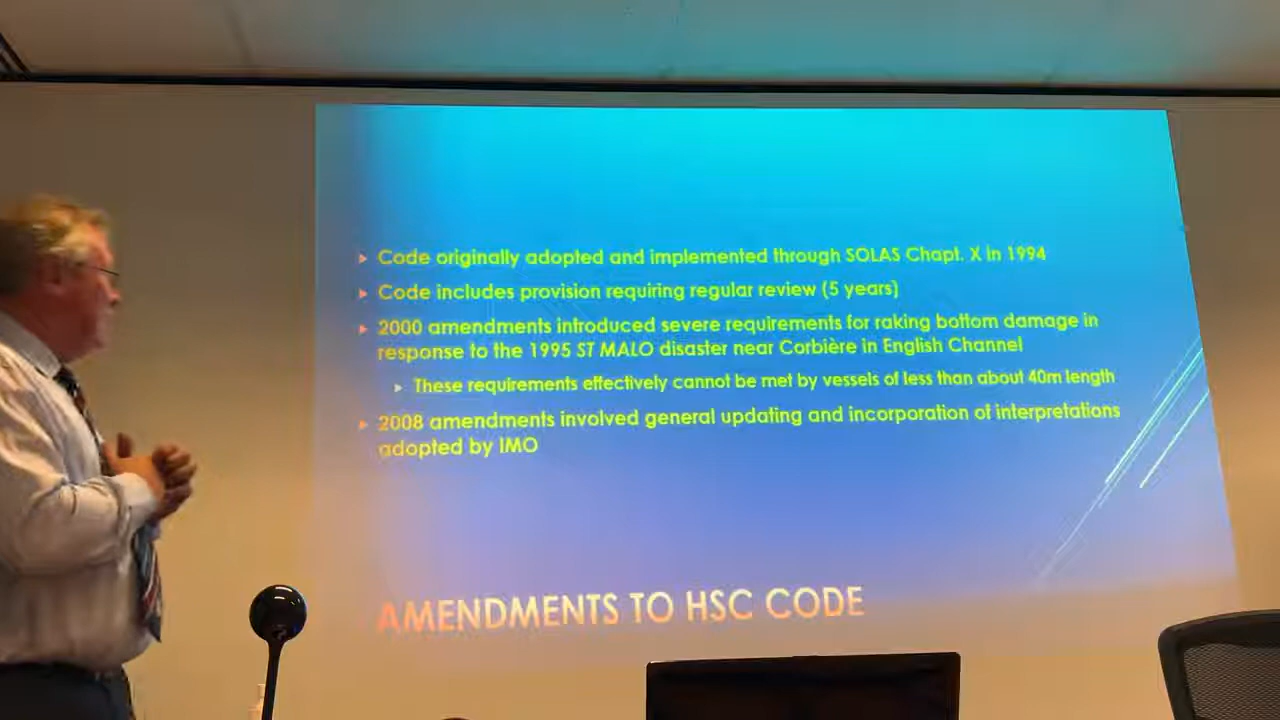 Code originally adopted and implemented through SOLAS Chapt. X in 1994
Code includes provision requiring regular review (5 years)
2000 amendments introduced severe requirements for raking bottom damage in
response to the 1995 ST MALO disaster near Corbière in English Channel
These requirements effectively cannot be met by vessels of less than about 40m length
2008 amendments involved general updating and incorporation of interpretations
adopted by IMO
AMENDMENTS TO HSC CODE